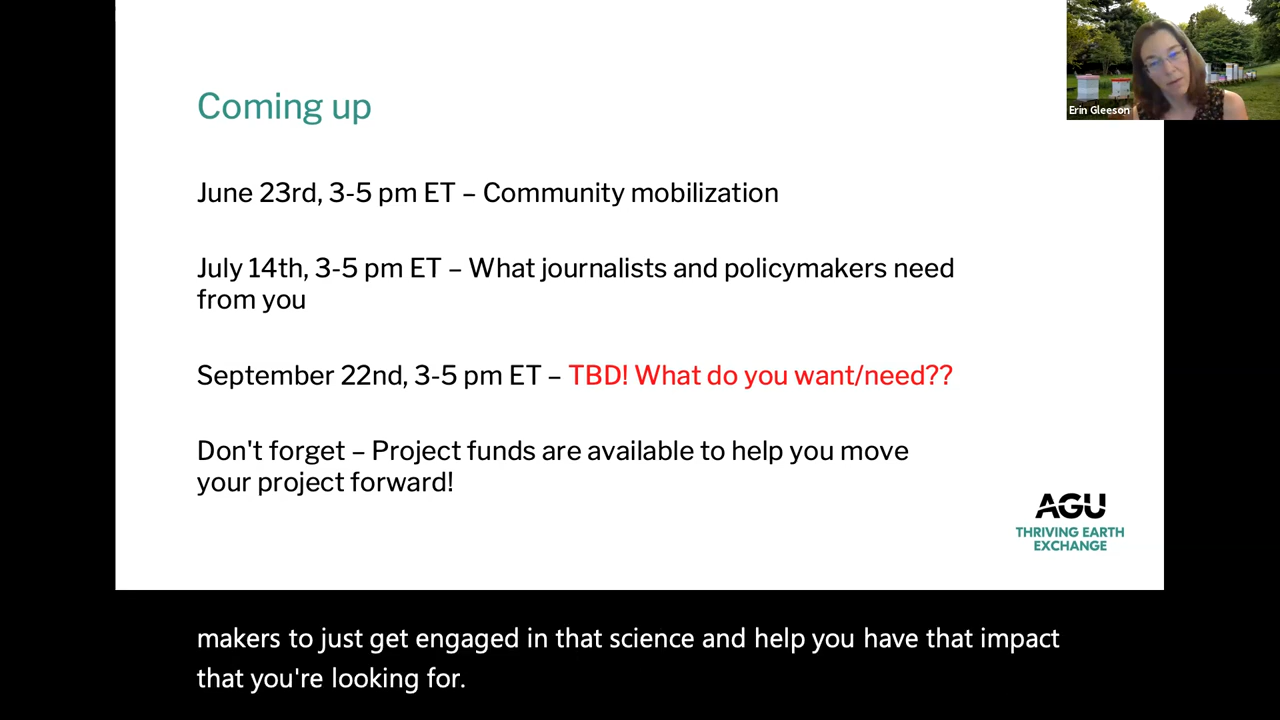 Erin Gleeson
Coming up
June 23rd, 3-5 pm ET – Community mobilization
July 14th, 3-5 pm ET – What journalists and policymakers need
from you
September 22nd, 3-5 pm ET – TBD! What do you want/need??
Don't forget – Project funds are available to help you move
your project forward!
AGU
THRIVING EARTH
EXCHANGE
makers to just get engaged in that science and help you have that impact
that you're looking for.